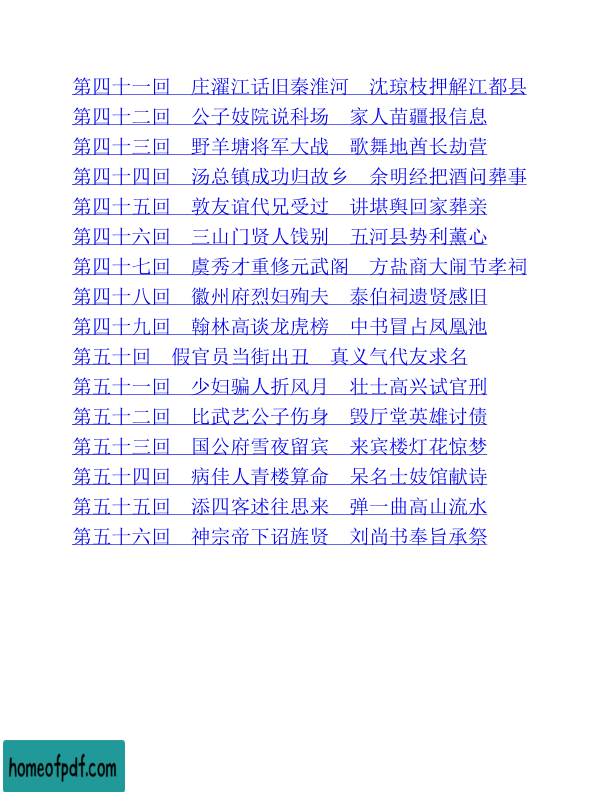 第四十一回　庄濯江话旧秦淮河　沈琼枝押解江都县
第四十二回　公子妓院说科场　家人苗疆报信息
第四十三回　野羊塘将军大战　歌舞地酋长劫营
第四十四回　汤总镇成功归故乡　余明经把酒问葬事
第四十五回　敦友谊代兄受过　讲堪舆回家葬亲
第四十六回　三山门贤人饯别　五河县势利薰心
第四十七回　虞秀才重修元武阁　方盐商大闹节孝祠
第四十八回　徽州府烈妇殉夫　泰伯祠遗贤感旧
第四十九回　翰林高谈龙虎榜　中书冒占凤凰池
第五十回　假官员当街出丑　真义气代友求名
第五十一回　少妇骗人折风月　壮士高兴试官刑
第五十二回　比武艺公子伤身　毁厅堂英雄讨债
第五十三回　国公府雪夜留宾　来宾楼灯花惊梦
第五十四回　病佳人青楼算命　呆名士妓馆献诗
第五十五回　添四客述往思来　弹一曲高山流水
第五十六回　神宗帝下诏旌贤　刘尚书奉旨承祭
homeofpdf.com